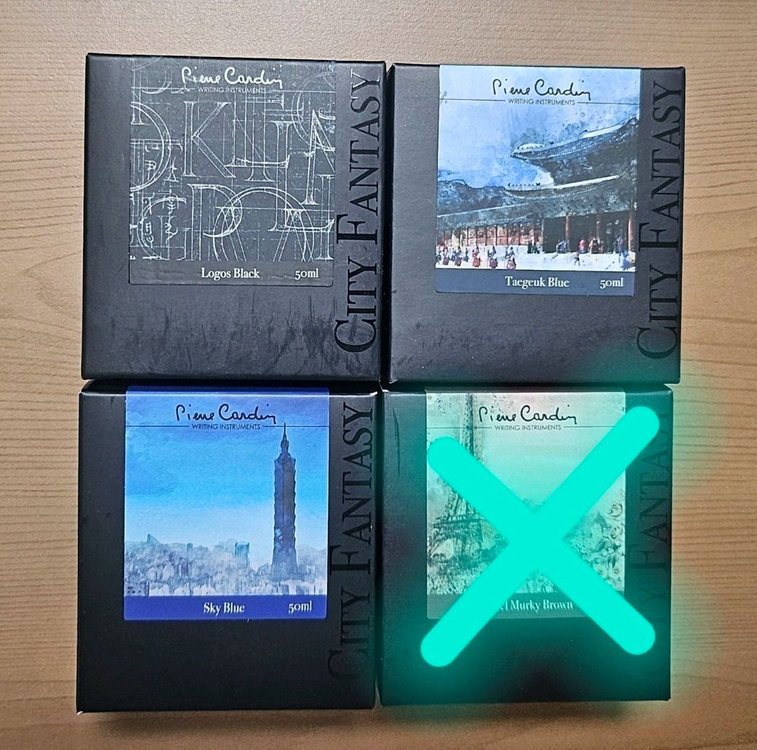 Pierre Cardin
WRITING INSTRUMENTS
Logos Black 50ml
CITY FANTASY
Pierre Cardin
WRITING INSTRUMENTS
Taegeuk Blue 50ml
CITY FANTASY
Pierre Cardin
WRITING INSTRUMENTS
Sky Blue 50ml
CITY FANTASY
Pierre Cardin
WRITING INSTRUMENTS
Murky Brown